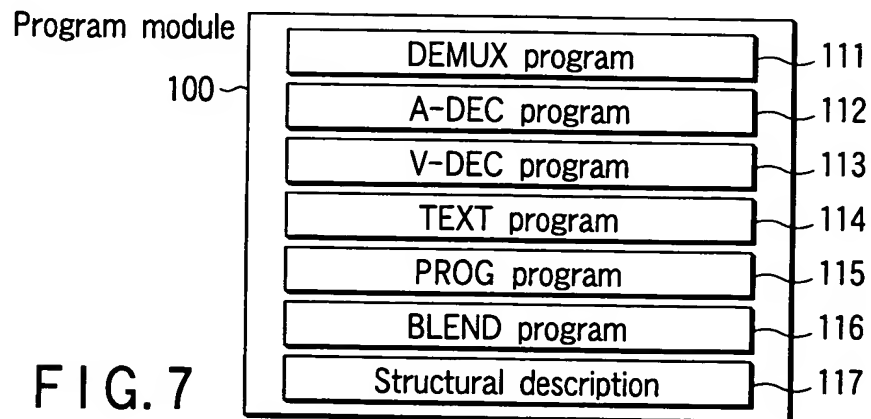 Program module
100
DEMUX program 111
A-DEC program 112
V-DEC program 113
TEXT program 114
PROG program 115
BLEND program 116
Structural description 117
FIG. 7